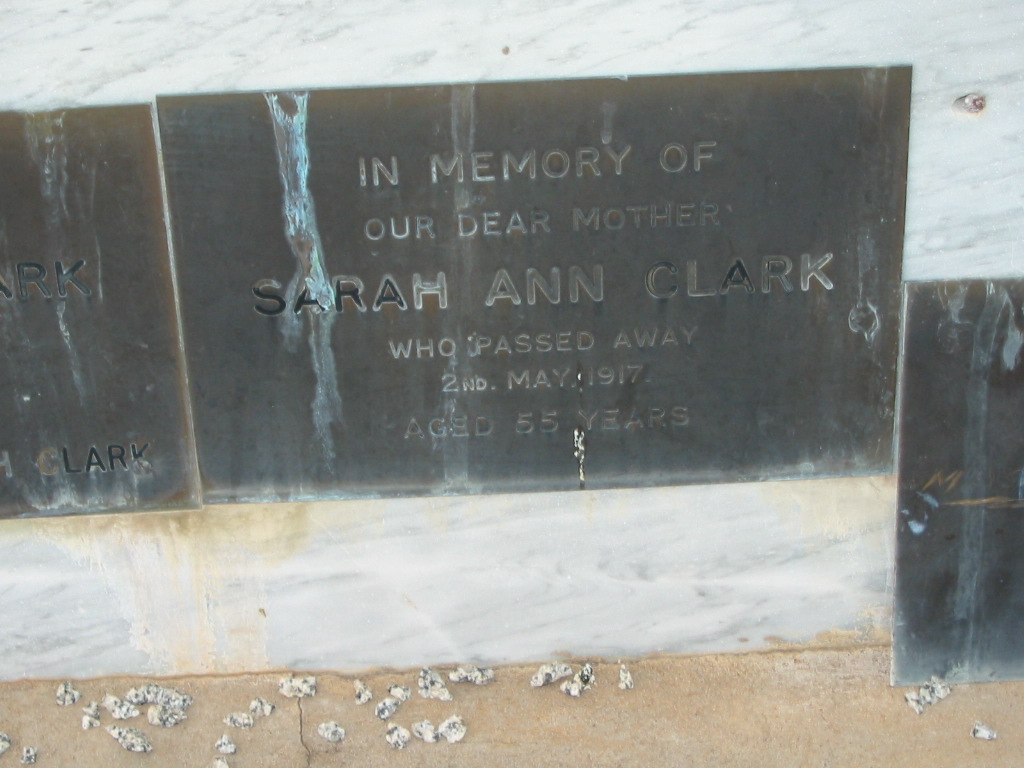 IN MEMORY OF
OUR DEAR MOTHER
SARAH ANN CLARK
WHO PASSED AWAY
2ND. MAY, 1917.
AGED 55 YEARS
ARK
H CLARK